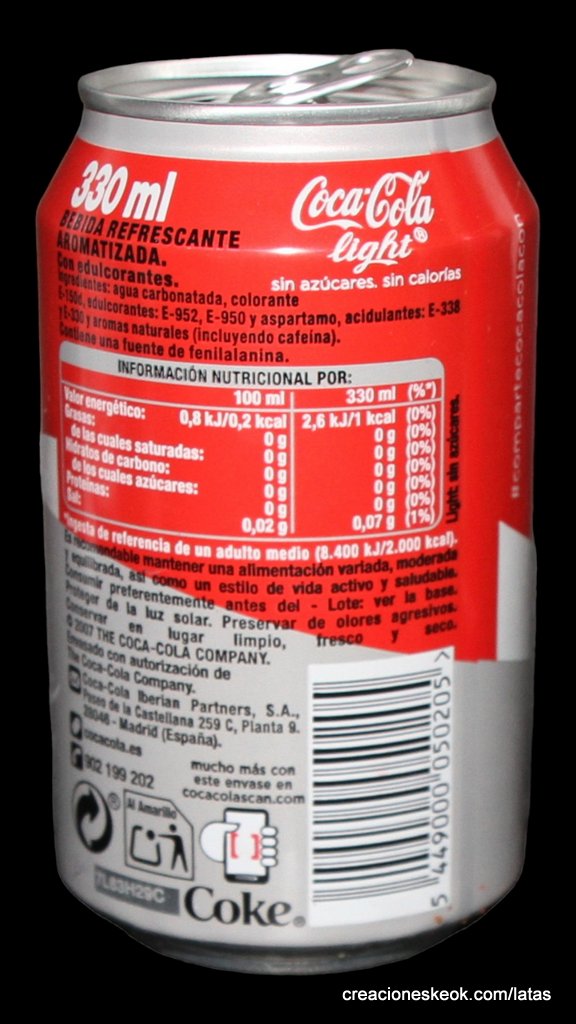 330 ml
BEBIDA REFRESCANTE
AROMATIZADA.
Con edulcorantes.
Coca-Cola
light®
sin azúcares. sin calorías
Ingredientes: agua carbonatada, colorante
E-150d, edulcorantes: E-952, E-950 y aspartamo, acidulantes: E-338
y E-330 y aromas naturales (incluyendo cafeína).
Contiene una fuente de fenilalanina.
INFORMACIÓN NUTRICIONAL POR:
100 ml 330 ml (%*)
Valor energético: 0,8 kJ/0,2 kcal 2,6 kJ/1 kcal (0%)
Grasas: 0 g 0 g (0%)
de las cuales saturadas: 0 g 0 g (0%)
Hidratos de carbono: 0 g 0 g (0%)
de los cuales azúcares: 0 g 0 g (0%)
Proteínas: 0 g 0 g (0%)
Sal: 0,02 g 0,07 g (1%)
Light: sin azúcares.
#compartecocacolacon
*Ingesta de referencia de un adulto medio (8.400 kJ/2.000 kcal).
Es recomendable mantener una alimentación variada, moderada
y equilibrada, así como un estilo de vida activo y saludable.
Consumir preferentemente antes del - Lote: ver la base.
Proteger de la luz solar. Preservar de olores agresivos.
Conservar en lugar limpio, fresco y seco.
© 2007 THE COCA-COLA COMPANY.
Envasado con autorización de
The Coca-Cola Company.
Coca-Cola Iberian Partners, S.A.,
Paseo de la Castellana 259 C, Planta 9.
28046 - Madrid (España).
cocacola.es
902 199 202
mucho más con
este envase en
cocacolascan.com
®
Al Amarillo
7L83H29C
Coke®
5 449000 050205 >
creacioneskeok.com/latas